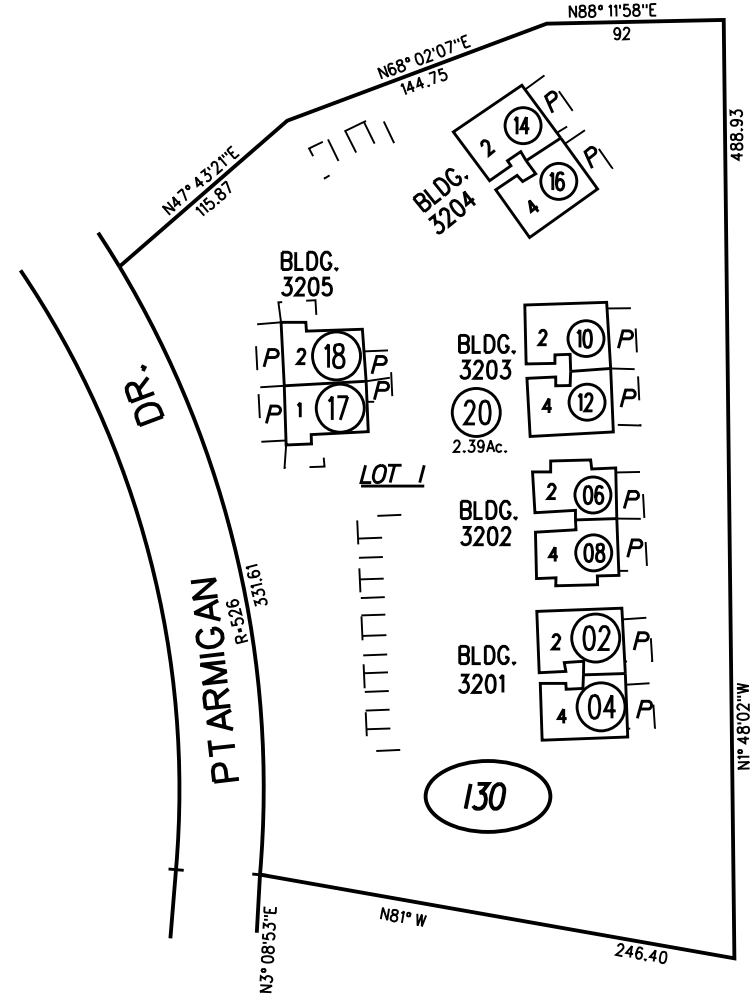 N88° 11'58"E
92
N68° 02'07"E
144.75
N47° 43'21"E
115.87
488.93
P
14
2
P
16
4
BLDG.
3204
BLDG.
3205
P
2
18
P
P
1
17
P
BLDG.
3203
2
10
P
4
12
P
20
2.39Ac.
DR.
LOT 1
BLDG.
3202
2
06
P
4
08
P
PTARMIGAN
R=526
331.61
BLDG.
3201
2
02
P
4
04
P
N1° 48'02"W
130
N3° 08'53"E
N81° W
246.40